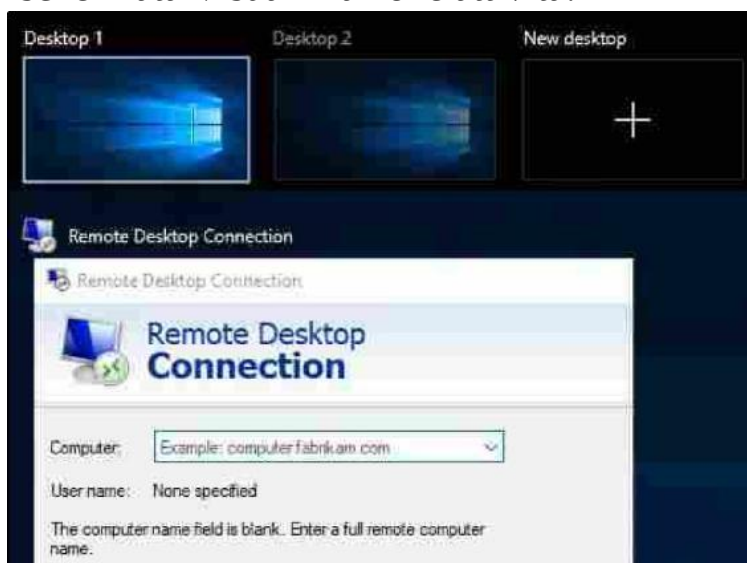 Desktop 1
Desktop 2
New desktop
Remote Desktop Connection
Remote Desktop Connection
Remote Desktop
Connection
Computer:
Example: computer.fabrikam.com
User name: None specified
The computer name field is blank. Enter a full remote computer
name.